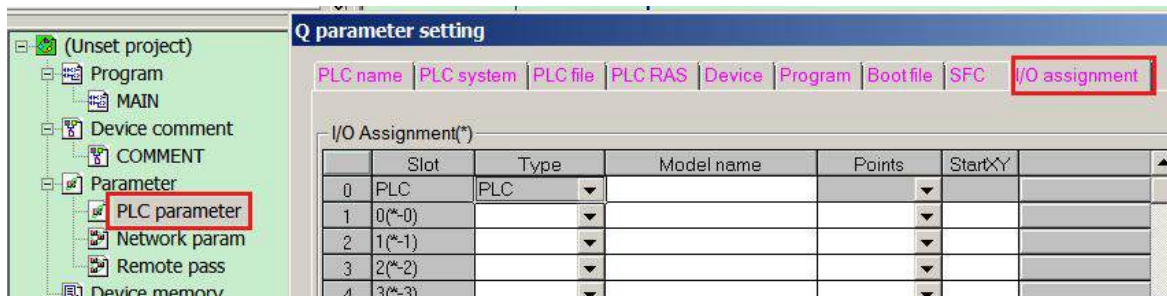 (Unset project)
Program
MAIN
Device comment
COMMENT
Parameter
PLC parameter
Network param
Remote pass
Device memory
Q parameter setting
PLC name PLC system PLC file PLC RAS Device Program Boot file SFC I/O assignment
I/O Assignment(*)
Slot Type Model name Points StartXY
0 PLC PLC
1 0(*-0)
2 1(*-1)
3 2(*-2)
4 3(*-3)